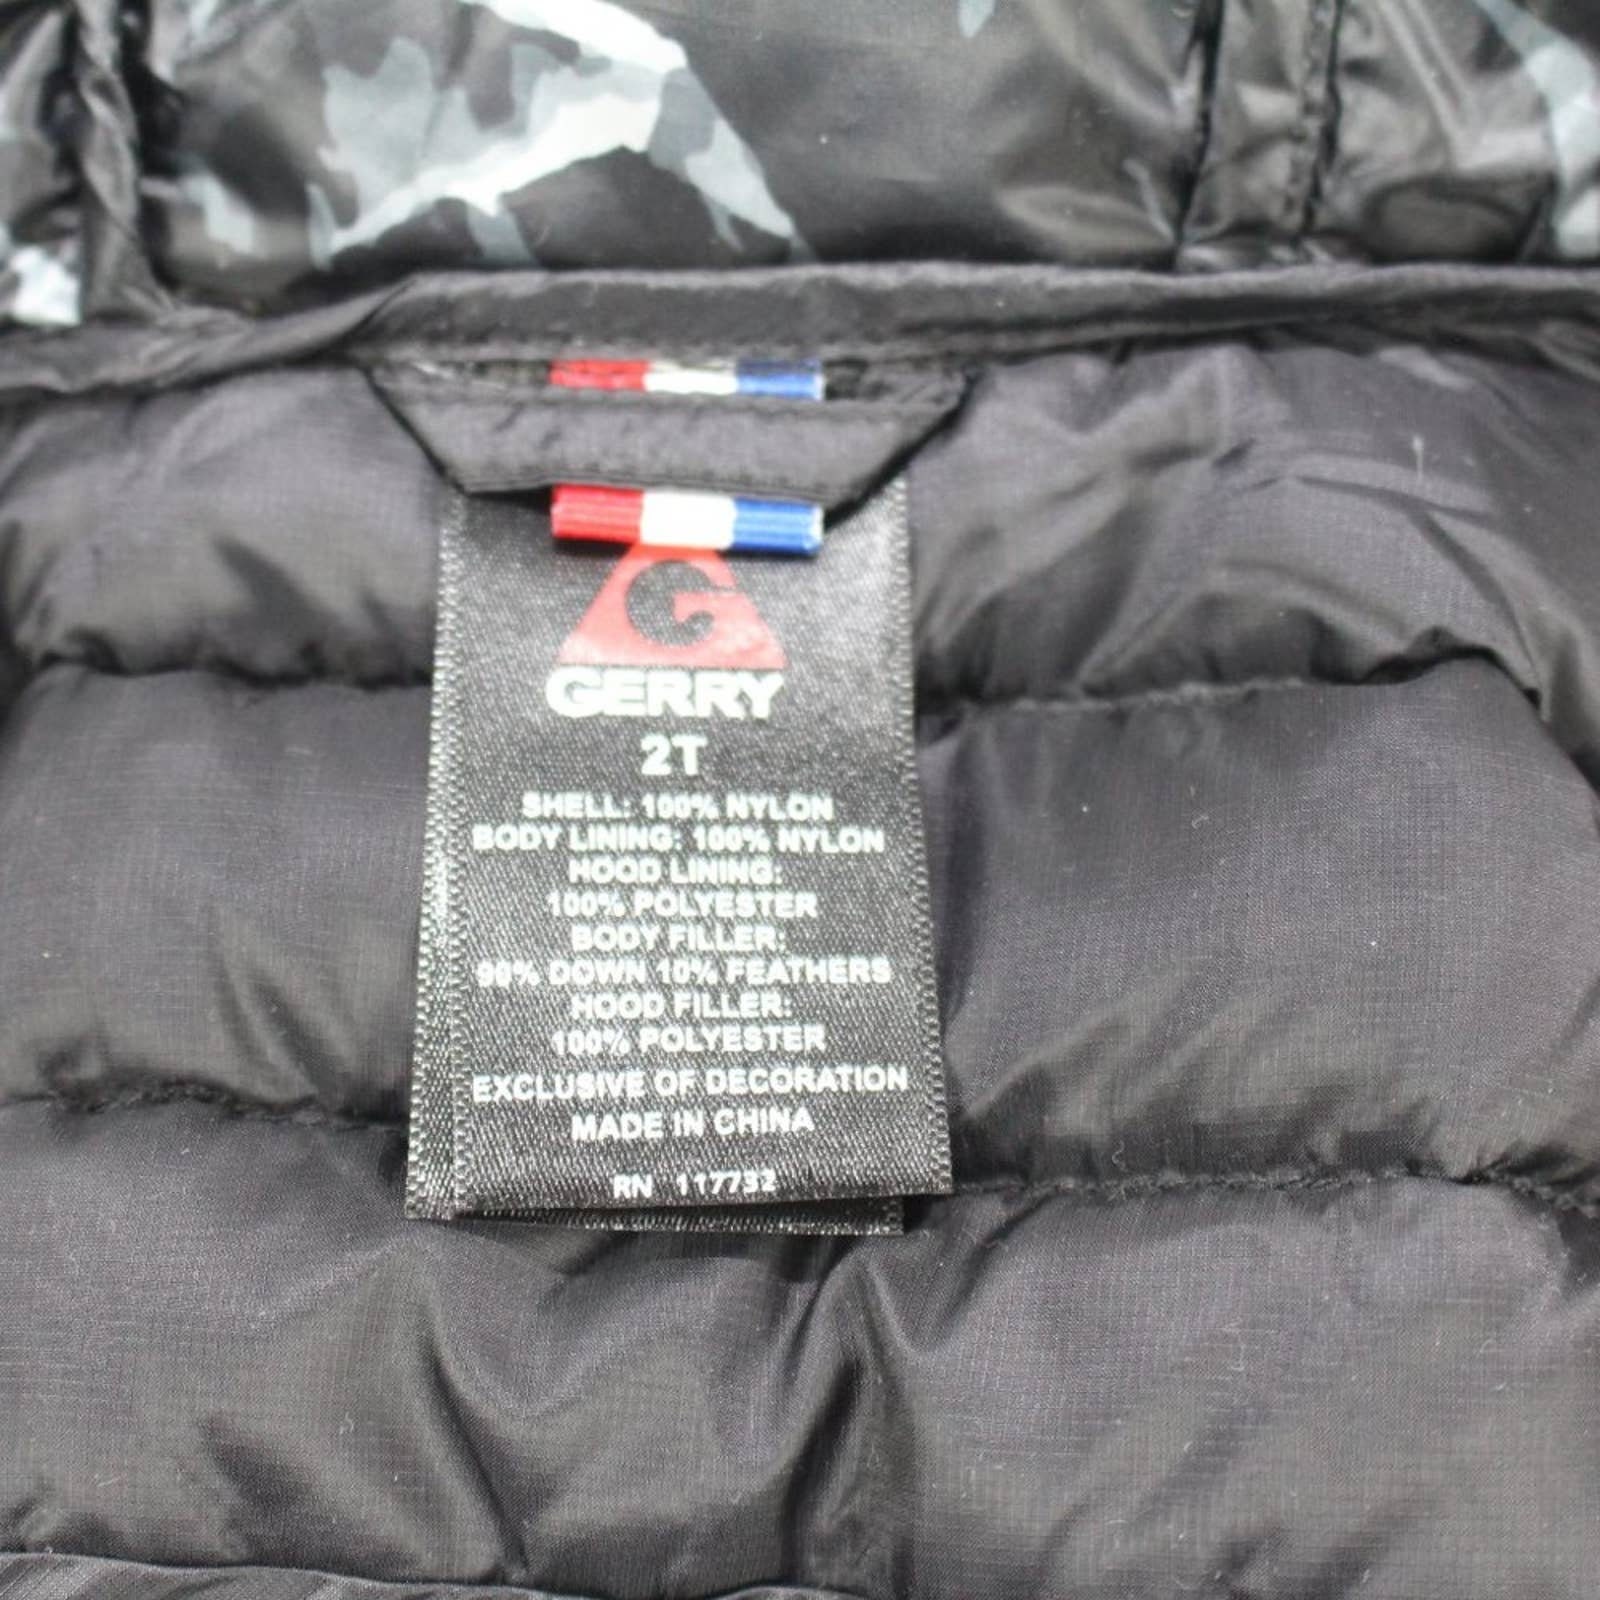 G
GERRY
2T
SHELL: 100% NYLON
BODY LINING: 100% NYLON
HOOD LINING:
100% POLYESTER
BODY FILLER:
90% DOWN 10% FEATHERS
HOOD FILLER:
100% POLYESTER
EXCLUSIVE OF DECORATION
MADE IN CHINA
RN 117732